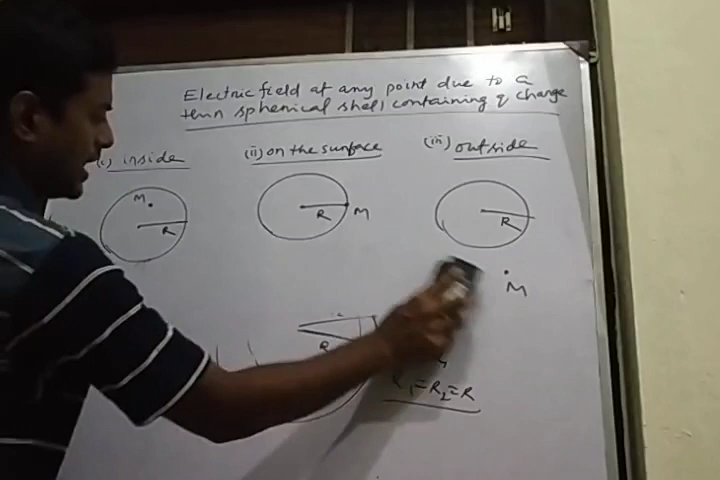 Electric field at any point due to a
thin spherical shell containing q charge
(i) inside
(ii) on the surface
(iii) outside
M
R
R
M
R
M
R
R₁=R₂=R